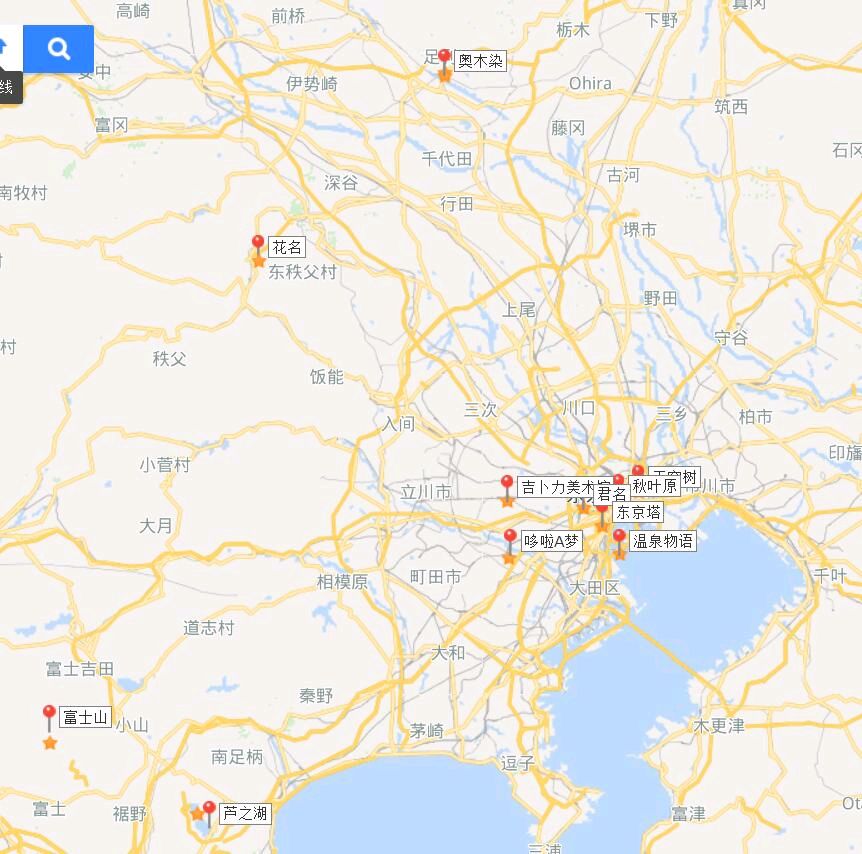 高崎
前桥
栃木
下野
真冈
奥木染
安中
线
伊势崎
Ohira
筑西
富冈
藤冈
千代田
石冈
深谷
古河
南牧村
行田
堺市
花名
东秩父村
野田
上尾
守谷
村
秩父
饭能
三次
川口
三乡
柏市
入间
印旛
小菅村
立川市
吉卜力美术馆
秋叶原
市川市
君名
东京塔
大月
哆啦A梦
温泉物语
相模原
町田市
大田区
千叶
道志村
大和
富士吉田
秦野
富士山
小山
茅崎
木更津
南足柄
逗子
富士
裾野
芦之湖
富津
三浦